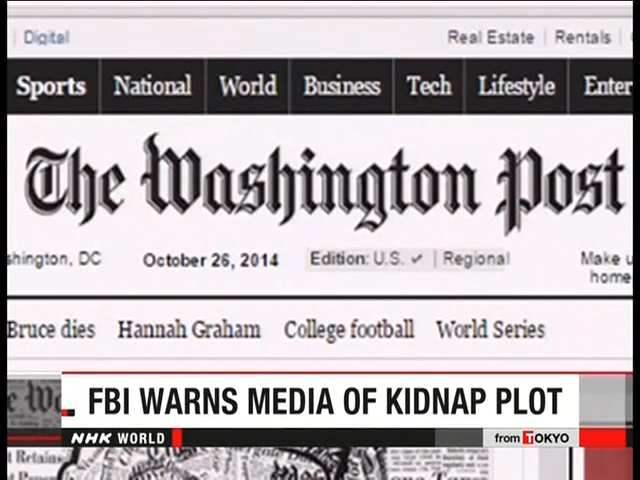 Digital Real Estate Rentals
Sports National World Business Tech Lifestyle Enter
The Washington Post
shington, DC October 26, 2014 Edition: U.S. ✓ | Regional Make
home
Bruce dies Hannah Graham College football World Series
FBI WARNS MEDIA OF KIDNAP PLOT
NHK WORLD from TOKYO
t Retains